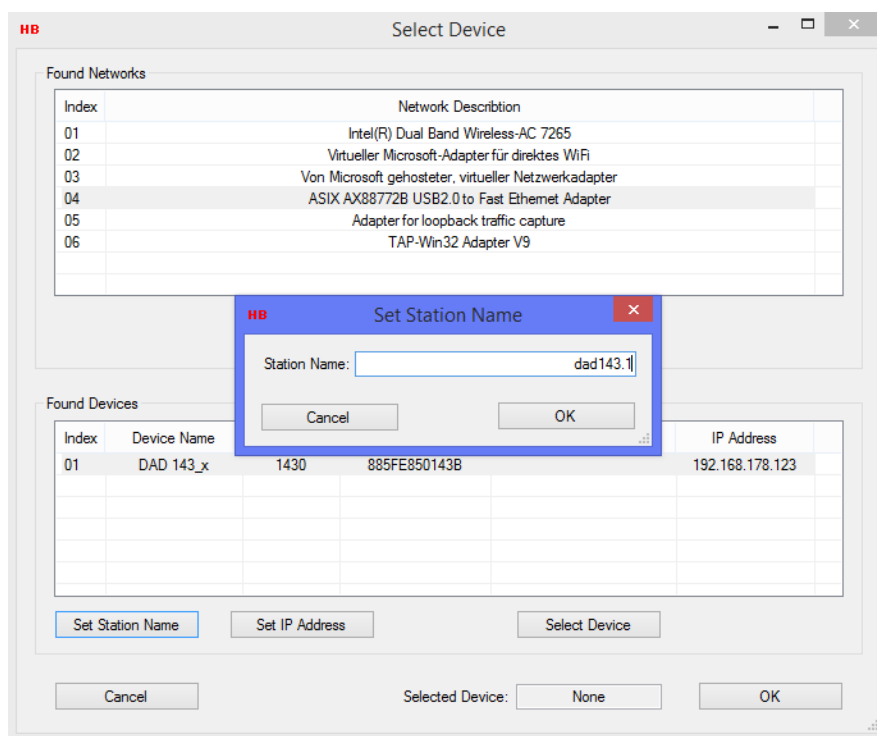 HB Select Device
Found Networks
Index Network Describtion
01 Intel(R) Dual Band Wireless-AC 7265
02 Virtueller Microsoft-Adapter für direktes WiFi
03 Von Microsoft gehosteter, virtueller Netzwerkadapter
04 ASIX AX88772B USB2.0 to Fast Ethernet Adapter
05 Adapter for loopback traffic capture
06 TAP-Win32 Adapter V9
HB Set Station Name
Station Name: dad143.1
Cancel OK
Found Devices
Index Device Name IP Address
01 DAD 143_x 1430 885FE850143B 192.168.178.123
Set Station Name Set IP Address Select Device
Cancel Selected Device: None OK